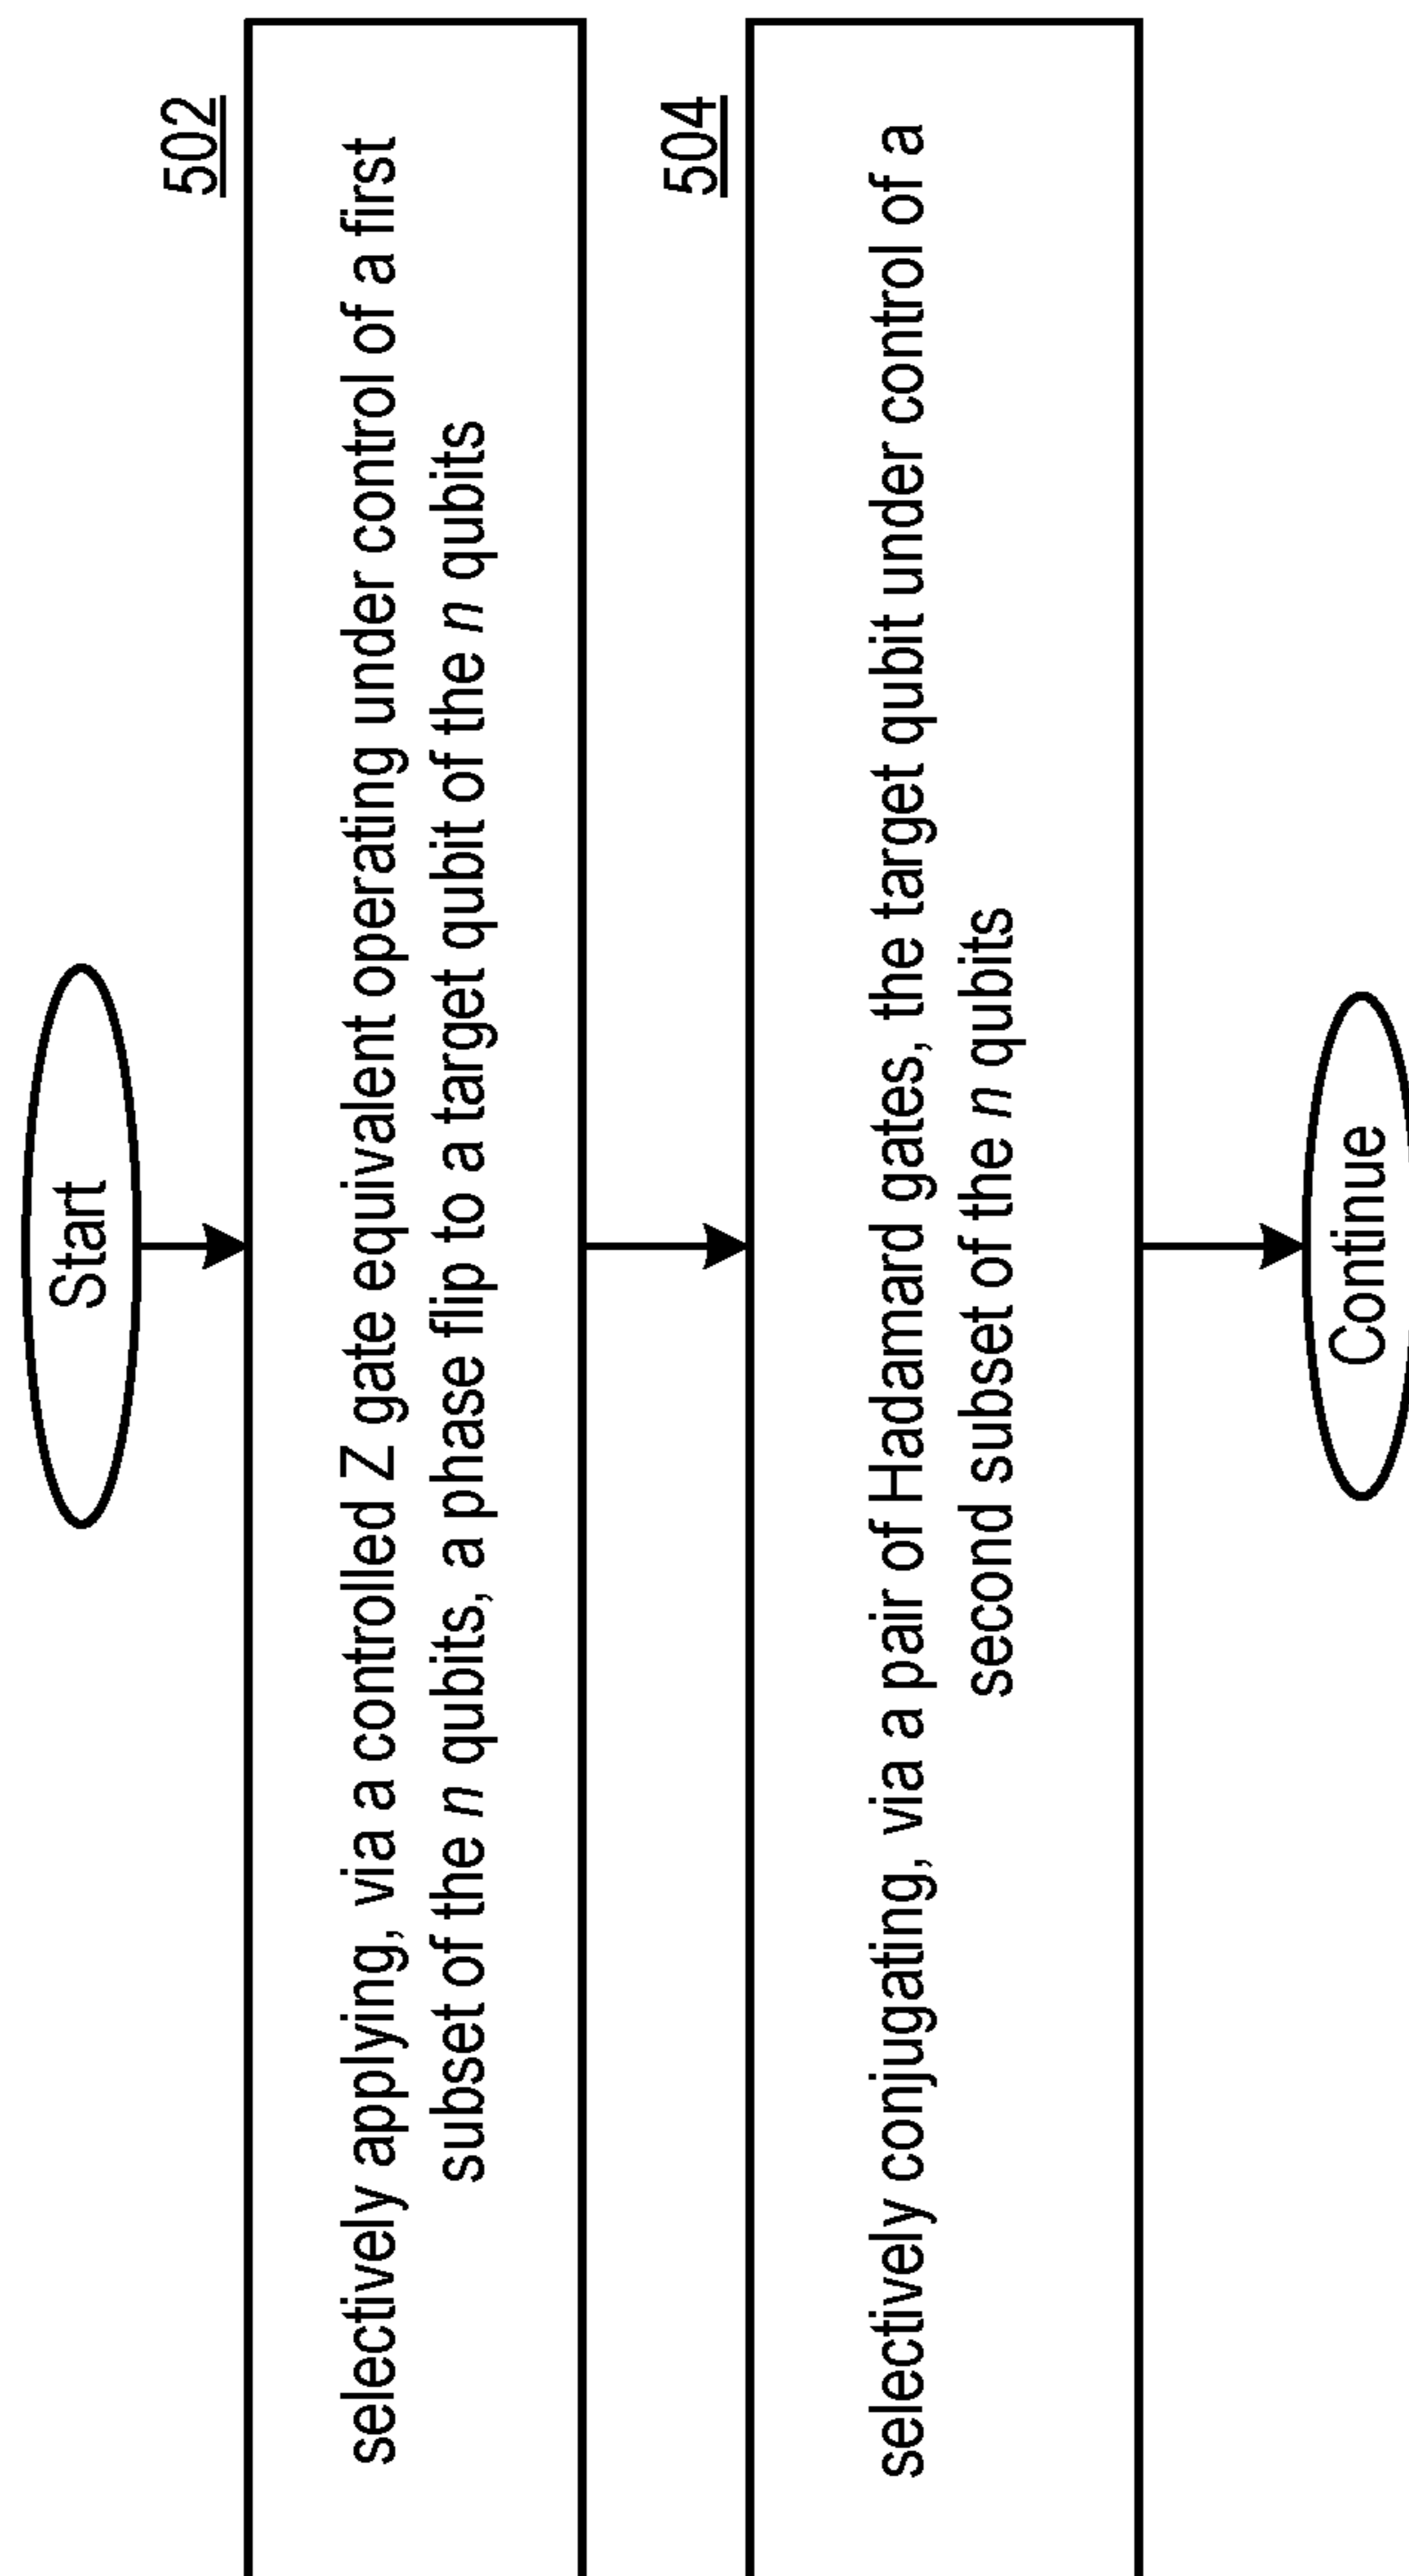 Start
502
selectively applying, via a controlled Z gate equivalent operating under control of a first
subset of the n qubits, a phase flip to a target qubit of the n qubits
504
selectively conjugating, via a pair of Hadamard gates, the target qubit under control of a
second subset of the n qubits
Continue